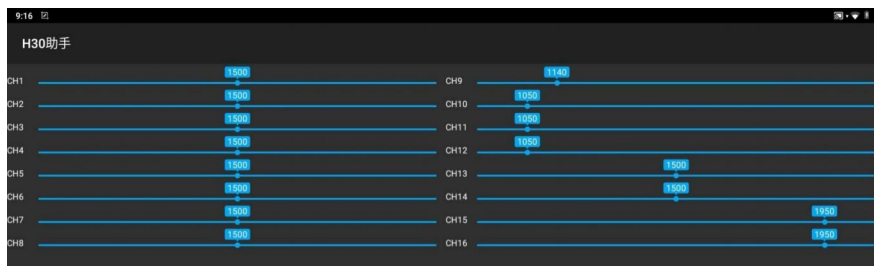 9:16
H30助手
CH1 1500
CH2 1500
CH3 1500
CH4 1500
CH5 1500
CH6 1500
CH7 1500
CH8 1500
CH9 1140
CH10 1050
CH11 1050
CH12 1050
CH13 1500
CH14 1500
CH15 1950
CH16 1950